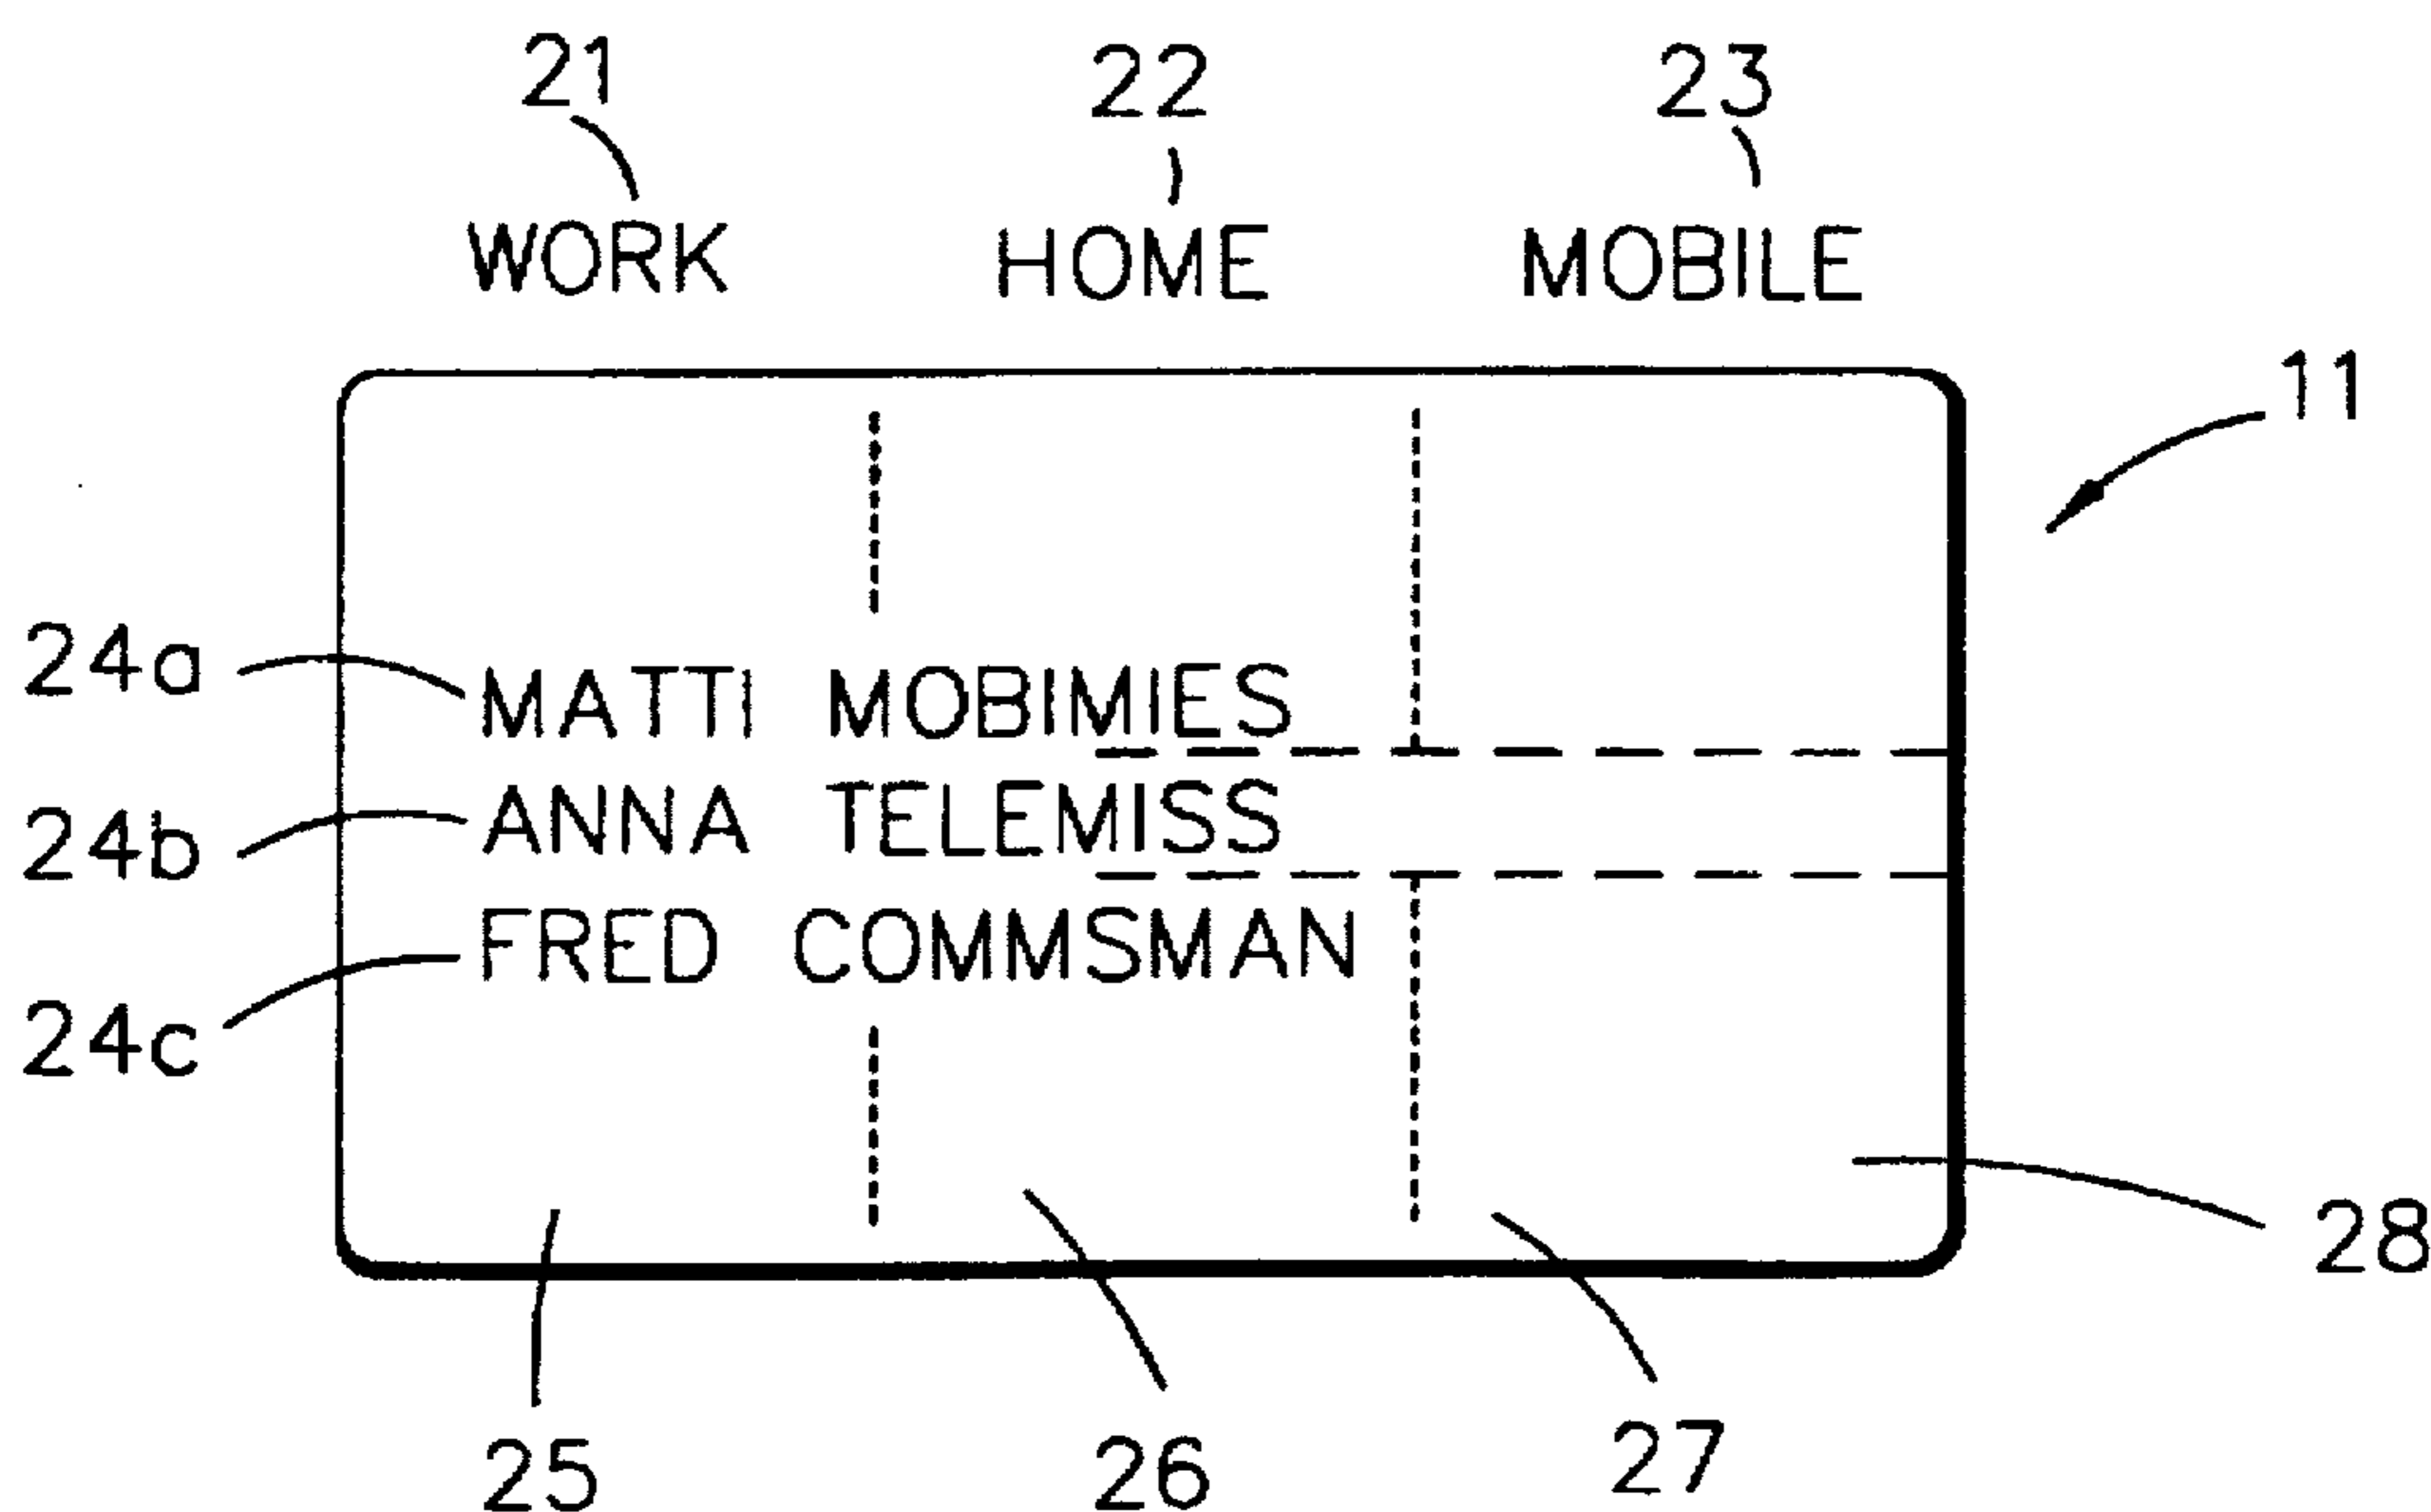 21 22 23
WORK HOME MOBILE
11
24a MATTI MOBIMIES
24b ANNA TELEMISS
24c FRED COMMSMAN
28
25 26 27